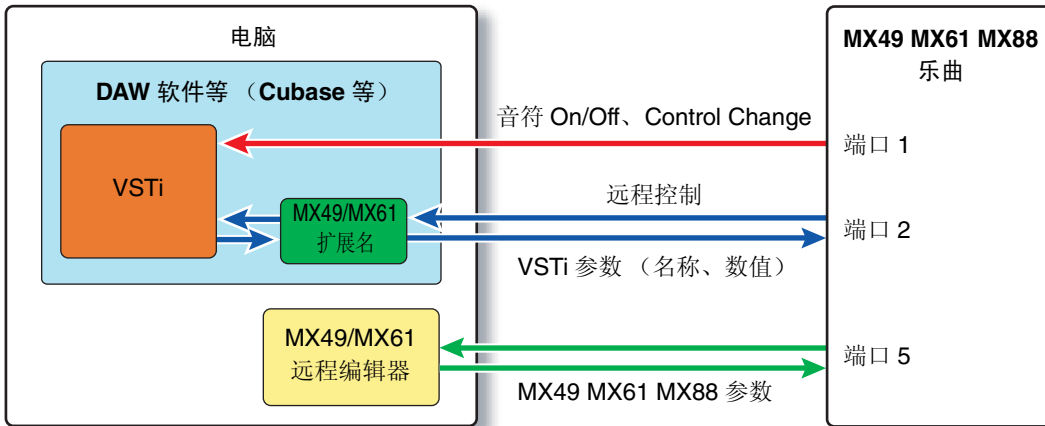 电脑
DAW 软件等 （Cubase 等）
VSTi
MX49/MX61
扩展名
MX49/MX61
远程编辑器
音符 On/Off、Control Change
远程控制
VSTi 参数 （名称、数值）
MX49 MX61 MX88 参数
MX49 MX61 MX88
乐曲
端口 1
端口 2
端口 5